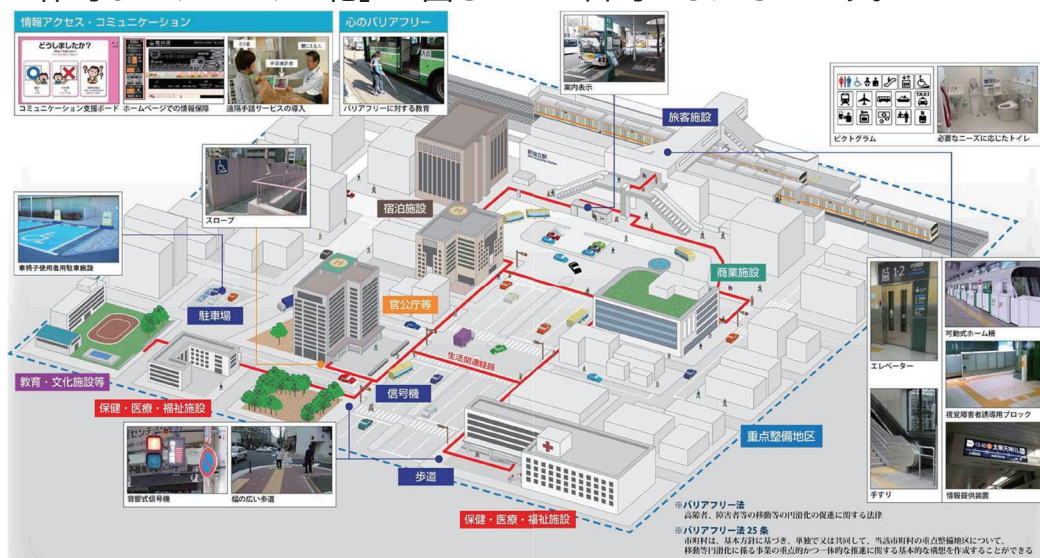 情報アクセス・コミュニケーション
どうしましたか?
コミュニケーション支援ボード
ホームページでの情報保障
手話通訳者
聞こえる人
遠隔手話サービスの導入
心のバリアフリー
入口
バリアフリーに対する教育
案内表示
旅客施設
ピクトグラム
TAXI
必要なニーズに応じたトイレ
スロープ
宿泊施設
車椅子使用者用駐車施設
駐車場
官公庁等
商業施設
1・2
エレベーター
可動式ホーム柵
視覚障害者誘導用ブロック
手すり
情報提供装置
生活関連経路
教育・文化施設等
保健・医療・福祉施設
信号機
重点整備地区
音響式信号機
幅の広い歩道
歩道
保健・医療・福祉施設
※バリアフリー法
高齢者、障害者等の移動等の円滑化の促進に関する法律
※バリアフリー法 25 条
市町村は、基本方針に基づき、単独で又は共同して、当該市町村の重点整備地区について、
移動等円滑化に係る事業の重点的かつ一体的な推進に関する基本的な構想を作成することができる